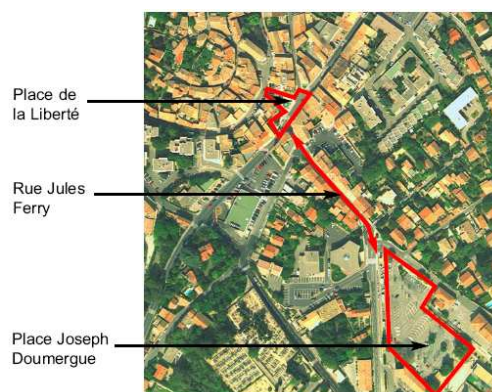 Place de
la Liberté
Rue Jules
Ferry
Place Joseph
Doumergue